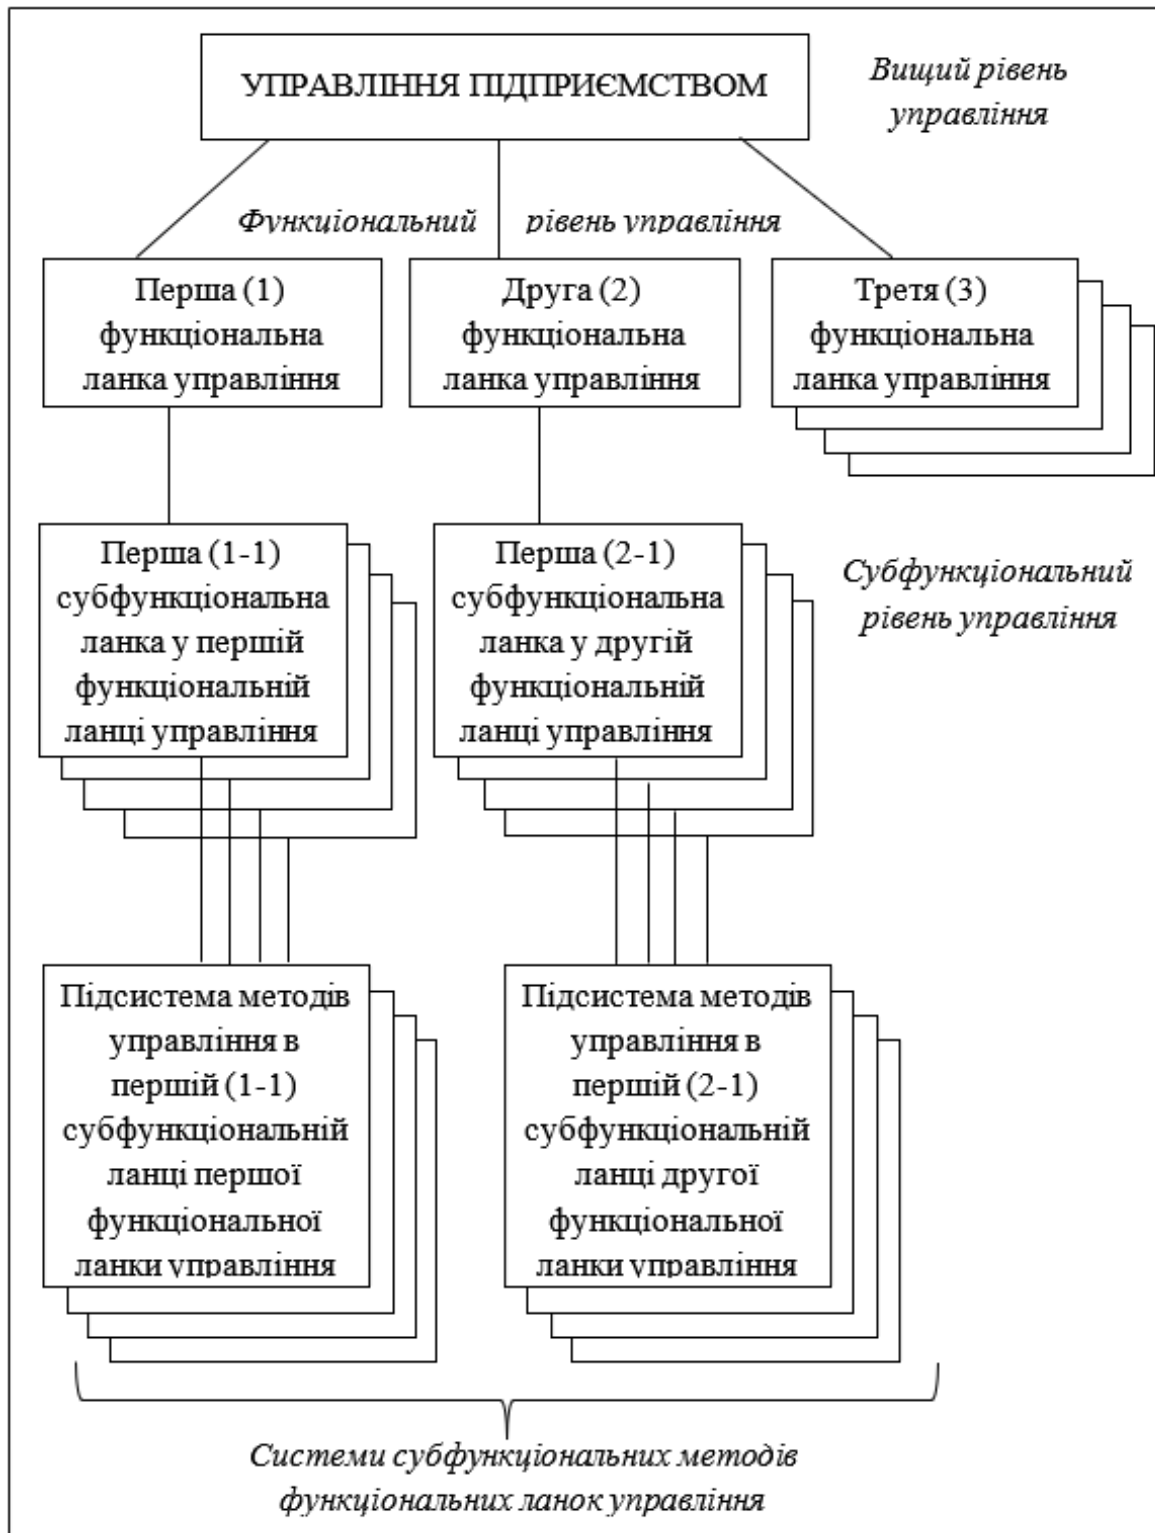 УПРАВЛІННЯ ПІДПРИЄМСТВОМ
Вищий рівень
управління
Функціональний рівень управління
Перша (1)
функціональна
ланка управління
Друга (2)
функціональна
ланка управління
Третя (3)
функціональна
ланка управління
Перша (1-1)
субфункціональна
ланка у першій
функціональній
ланці управління
Перша (2-1)
субфункціональна
ланка у другій
функціональній
ланці управління
Субфункціональний
рівень управління
Підсистема методів
управління в
першій (1-1)
субфункціональній
ланці першої
функціональної
ланки управління
Підсистема методів
управління в
першій (2-1)
субфункціональній
ланці другої
функціональної
ланки управління
Системи субфункціональних методів
функціональних ланок управління